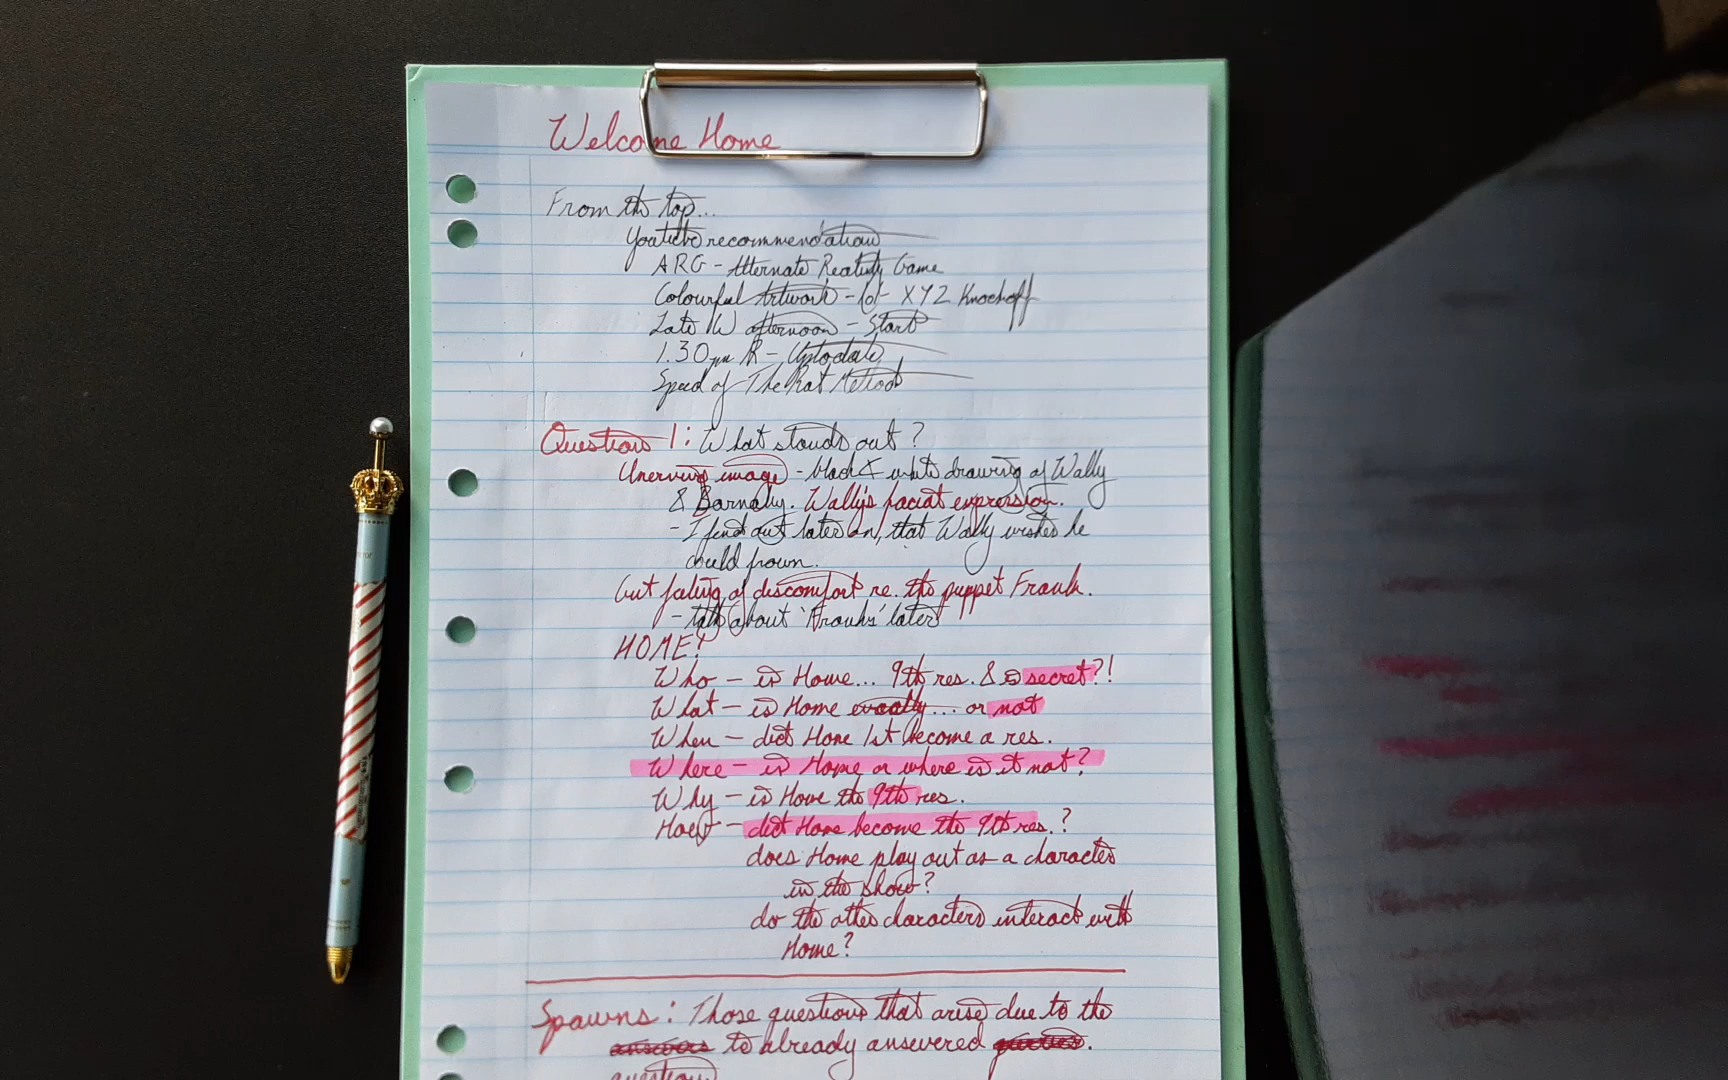 Welcome Home
From the top...
Youtube recommendation
ARG - Alternate Reality Game
Colourful Artwork - lol - XYZ Knockoff
Late W afternoon - Start
1.30pm R - Uptodate
Speed of The Rat Method
Question 1: What stands out?
Unerving image - black & white drawing of Wally
& Barnaby. Wally's facial expression.
- I find out later on, that Wally wishes he
could frown.
Gut feeling of discomfort re. the puppet Frank.
- talk about 'Franks' later
HOME?
Who - is Home... 9th res. & a secret?!
What - is Home exactly... or not
When - did Home 1st become a res.
Where - is Home or where is it not?
Why - is Home the 9th res.
How - did Home become the 9th res.?
does Home play out as a character
in the show?
do the other characters interact with
Home?
Spawns: Those questions that arise due to the
answers to already answered.
question